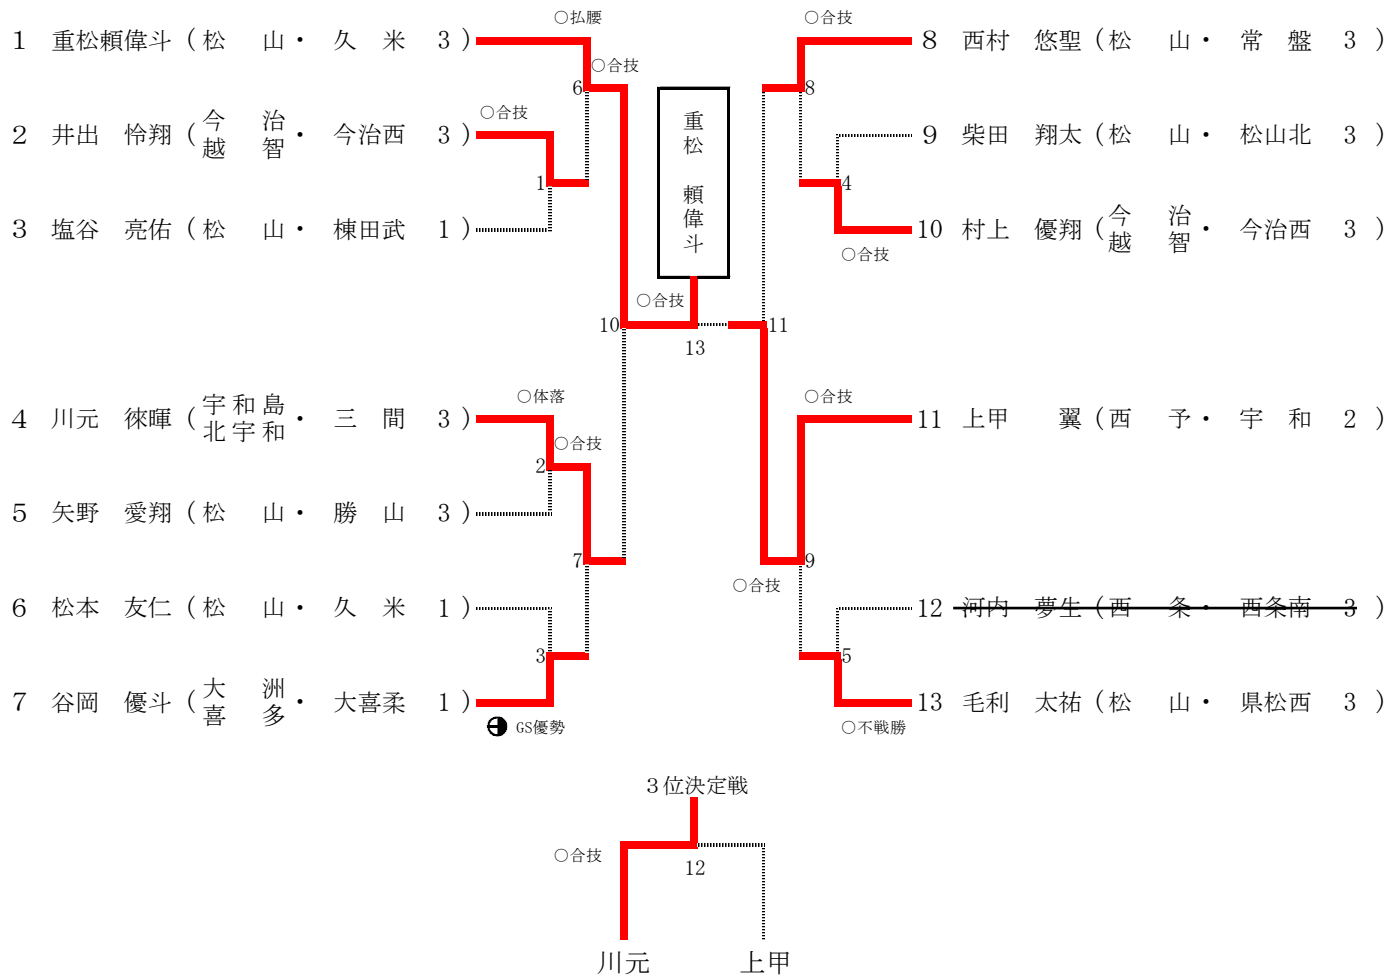 ○払腰
1 重松頼偉斗 (松 山・久 米 3)
○合技
6
○合技
2 井出 怜翔 (今治越智・今治西 3)
1
3 塩谷 亮佑 (松 山・棟田武 1)
重松 頼偉斗
○合技
10
13
11
○体落
4 川元 徠暉 (宇和島北宇和・三 間 3)
○合技
2
5 矢野 愛翔 (松 山・勝 山 3)
7
6 松本 友仁 (松 山・久 米 1)
3
7 谷岡 優斗 (大洲喜多・大喜柔 1)
GS優勢
○合技
8 西村 悠聖 (松 山・常 盤 3)
8
9 柴田 翔太 (松 山・松山北 3)
4
10 村上 優翔 (今治越智・今治西 3)
○合技
○合技
11 上甲 翼 (西 予・宇 和 2)
9
○合技
12 河内 夢生 (西 条・西条南 3)
5
13 毛利 太祐 (松 山・県松西 3)
○不戦勝
3位決定戦
○合技
12
川元 上甲